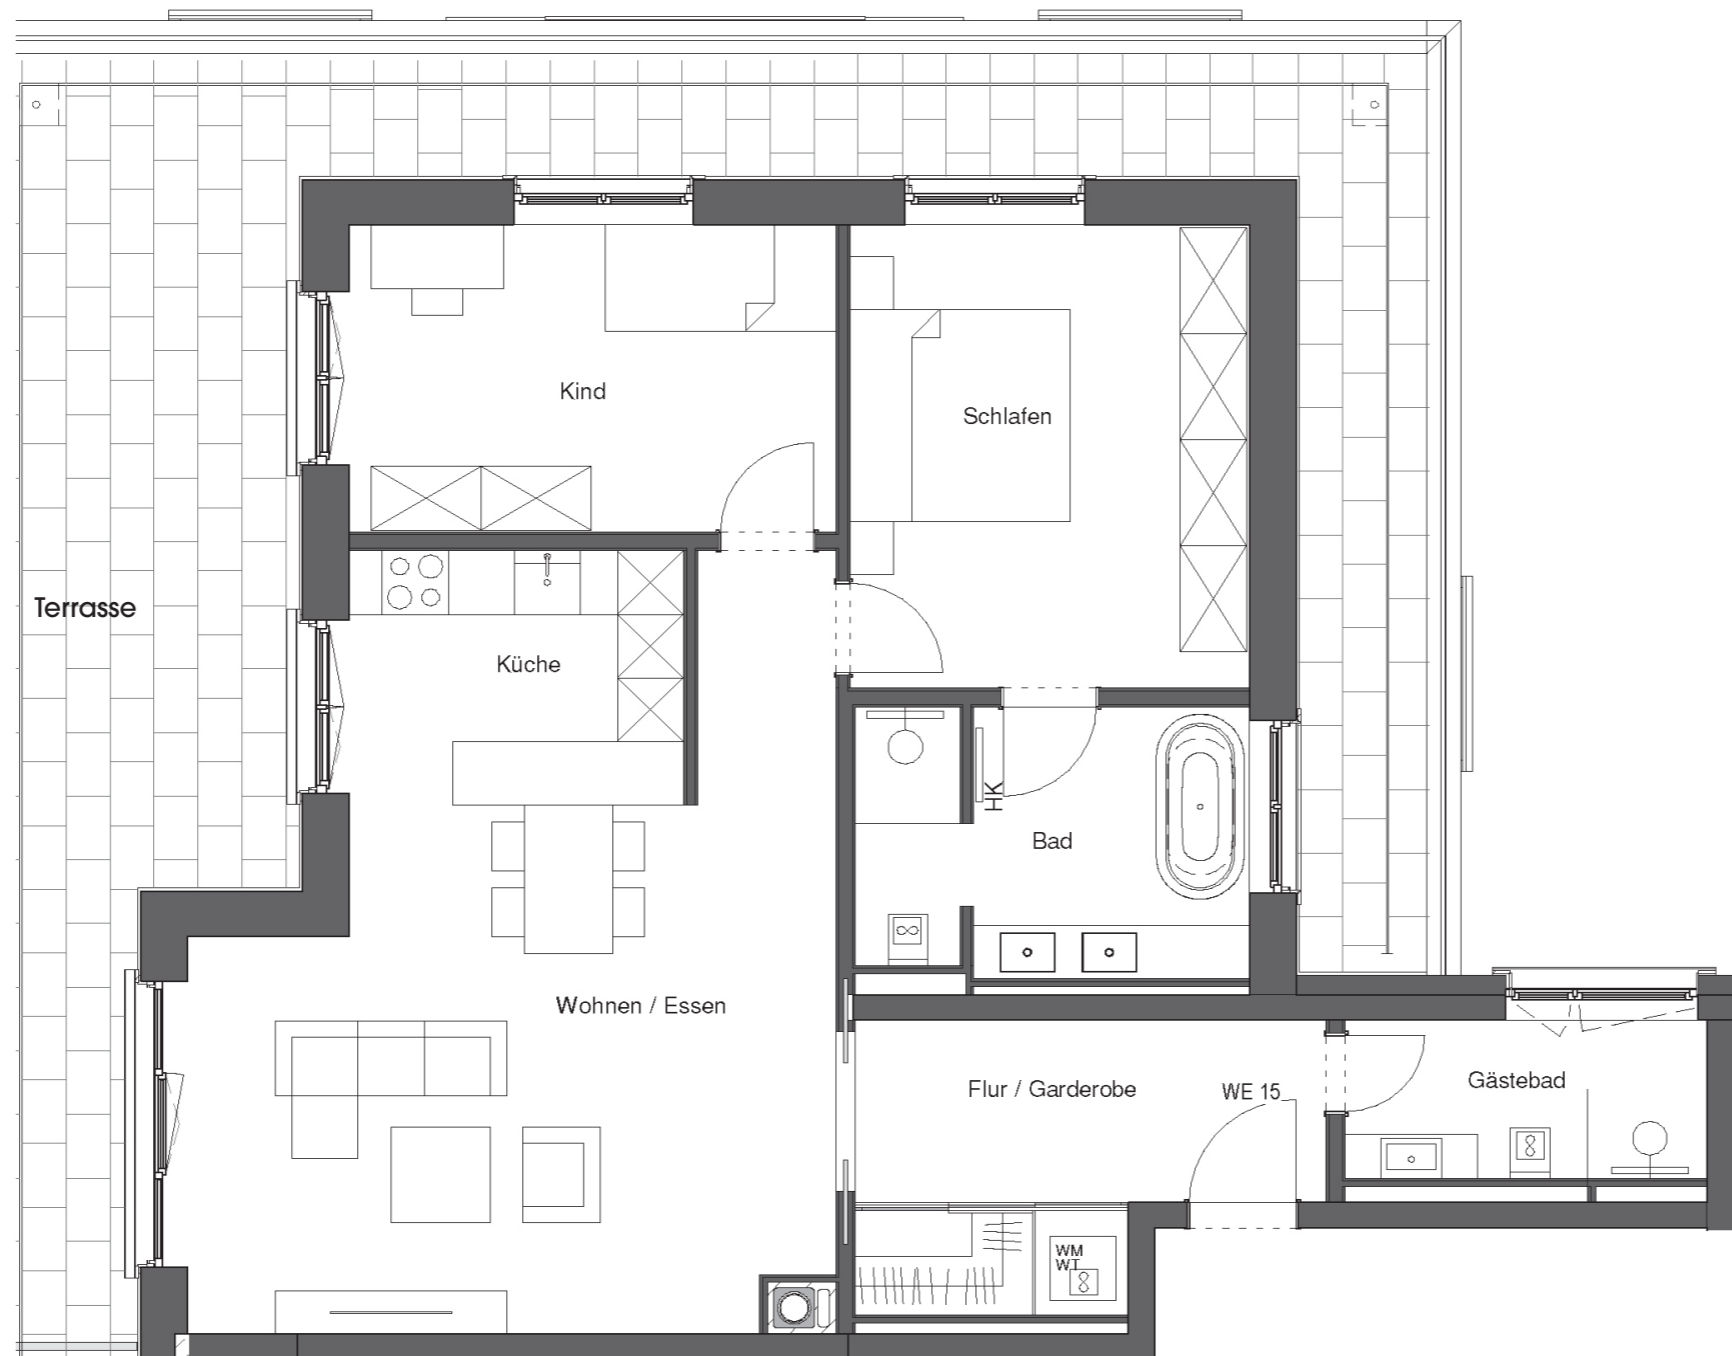 Kind
Schlafen
Terrasse
Küche
HK
Bad
Wohnen / Essen
Flur / Garderobe
WE 15
Gästebad
WM
WT